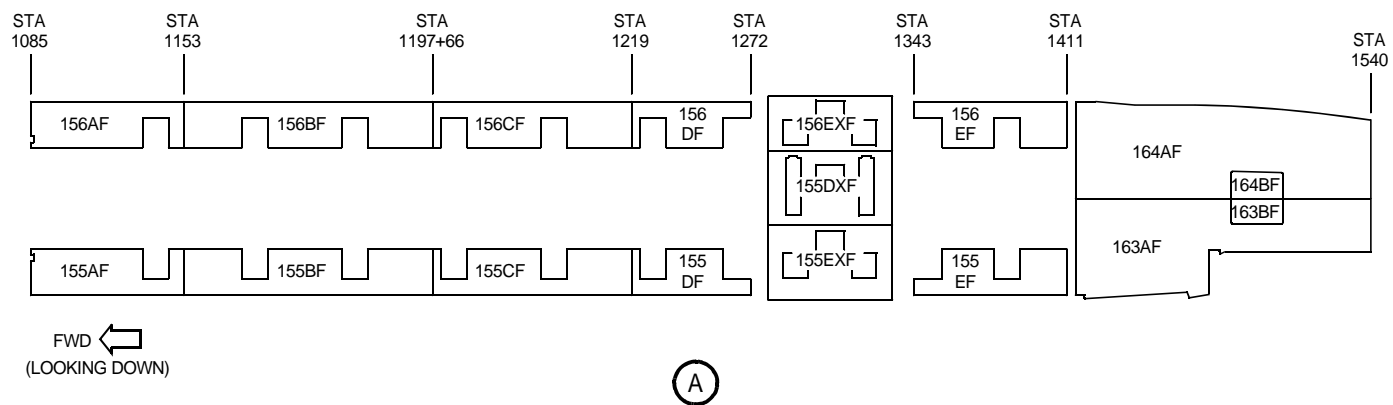 STA
1085
STA
1153
STA
1197+66
STA
1219
STA
1272
STA
1343
STA
1411
STA
1540
156AF
156BF
156CF
156
DF
156EXF
156
EF
164AF
155DXF
164BF
163BF
155AF
155BF
155CF
155
DF
155EXF
155
EF
163AF
FWD
(LOOKING DOWN)
A